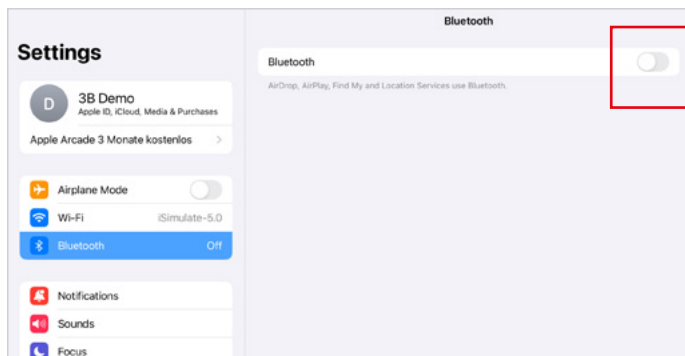 Settings
D
3B Demo
Apple ID, iCloud, Media & Purchases
Apple Arcade 3 Monate kostenlos
Airplane Mode
Wi-Fi iSimulate-5.0
Bluetooth Off
Notifications
Sounds
Focus
Bluetooth
Bluetooth
AirDrop, AirPlay, Find My and Location Services use Bluetooth.